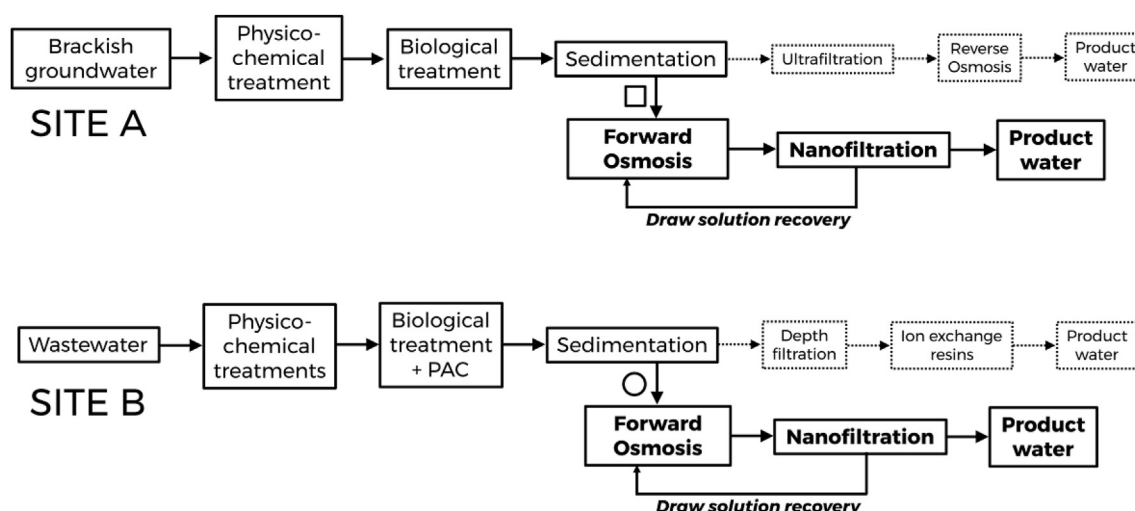 Brackish
groundwater
Physico-
chemical
treatment
Biological
treatment
Sedimentation
Ultrafiltration
Reverse
Osmosis
Product
water
SITE A
Forward
Osmosis
Nanofiltration
Product
water
Draw solution recovery
Wastewater
Physico-
chemical
treatments
Biological
treatment
+ PAC
Sedimentation
Depth
filtration
Ion exchange
resins
Product
water
SITE B
Forward
Osmosis
Nanofiltration
Product
water
Draw solution recovery